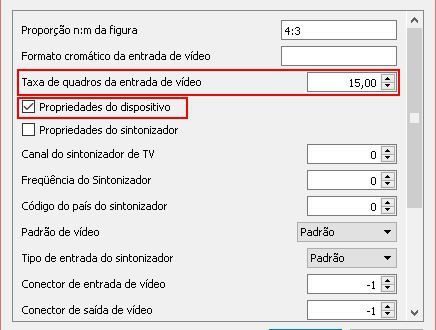 Proporção n:m da figura 4:3
Formato cromático da entrada de vídeo
Taxa de quadros da entrada de vídeo 15,00
Propriedades do dispositivo
Propriedades do sintonizador
Canal do sintonizador de TV 0
Freqüência do Sintonizador 0
Código do país do sintonizador 0
Padrão de vídeo Padrão
Tipo de entrada do sintonizador Padrão
Conector de entrada de vídeo -1
Conector de saída de vídeo -1